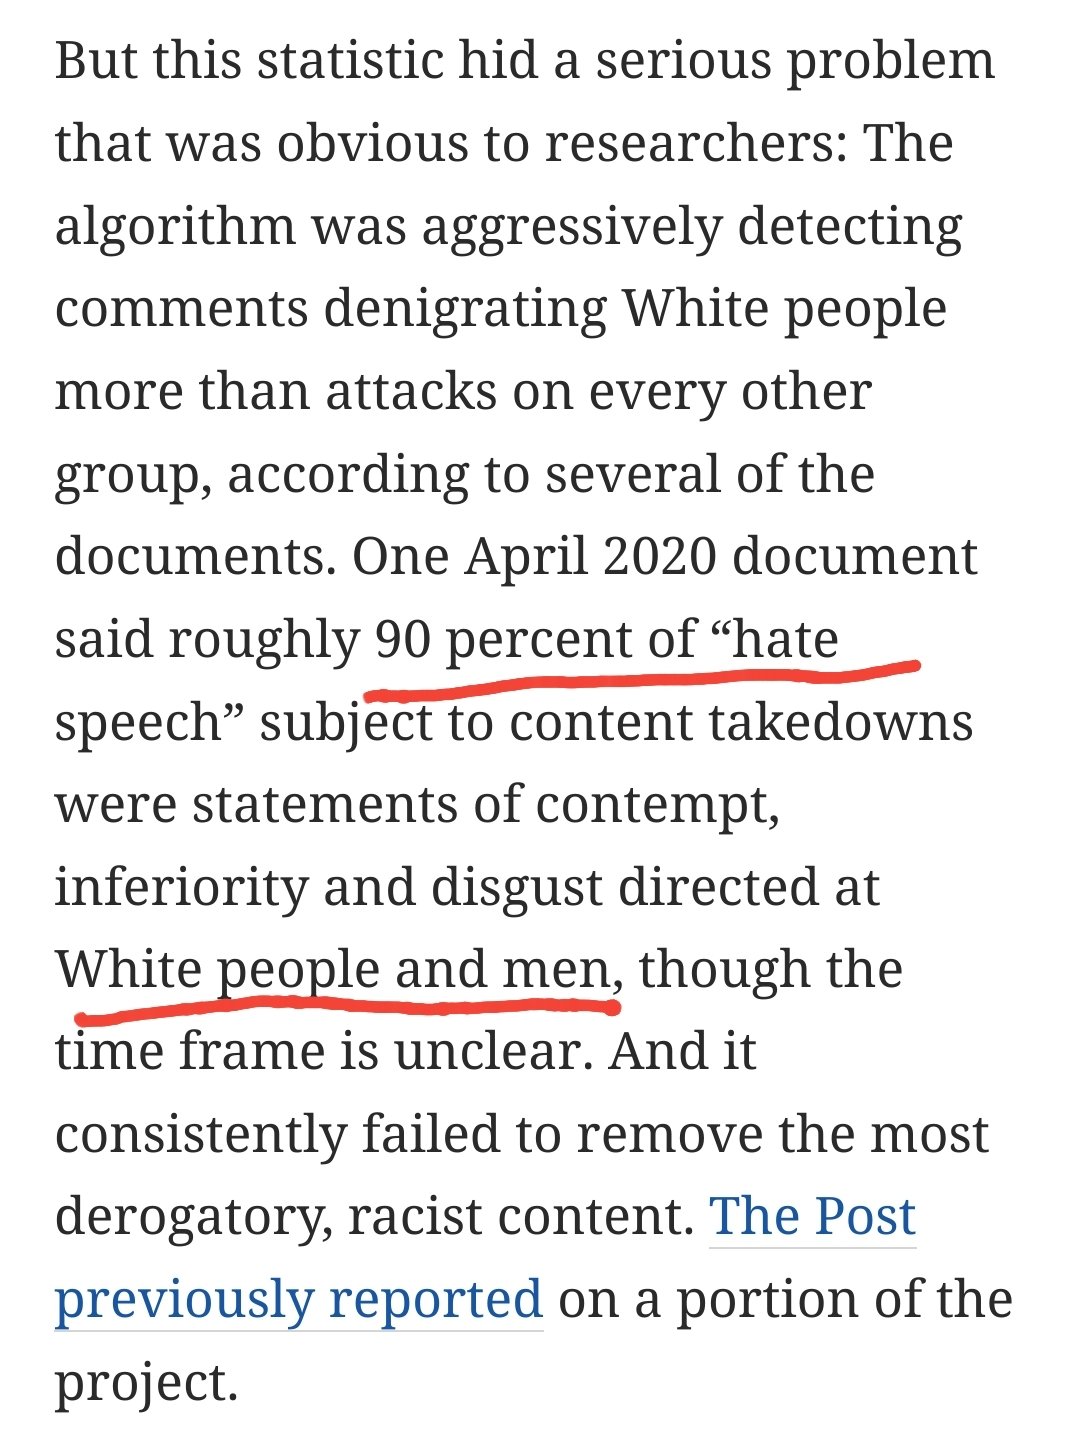 But this statistic hid a serious problem
that was obvious to researchers: The
algorithm was aggressively detecting
comments denigrating White people
more than attacks on every other
group, according to several of the
documents. One April 2020 document
said roughly 90 percent of “hate
speech” subject to content takedowns
were statements of contempt,
inferiority and disgust directed at
White people and men, though the
time frame is unclear. And it
consistently failed to remove the most
derogatory, racist content. The Post
previously reported on a portion of the
project.